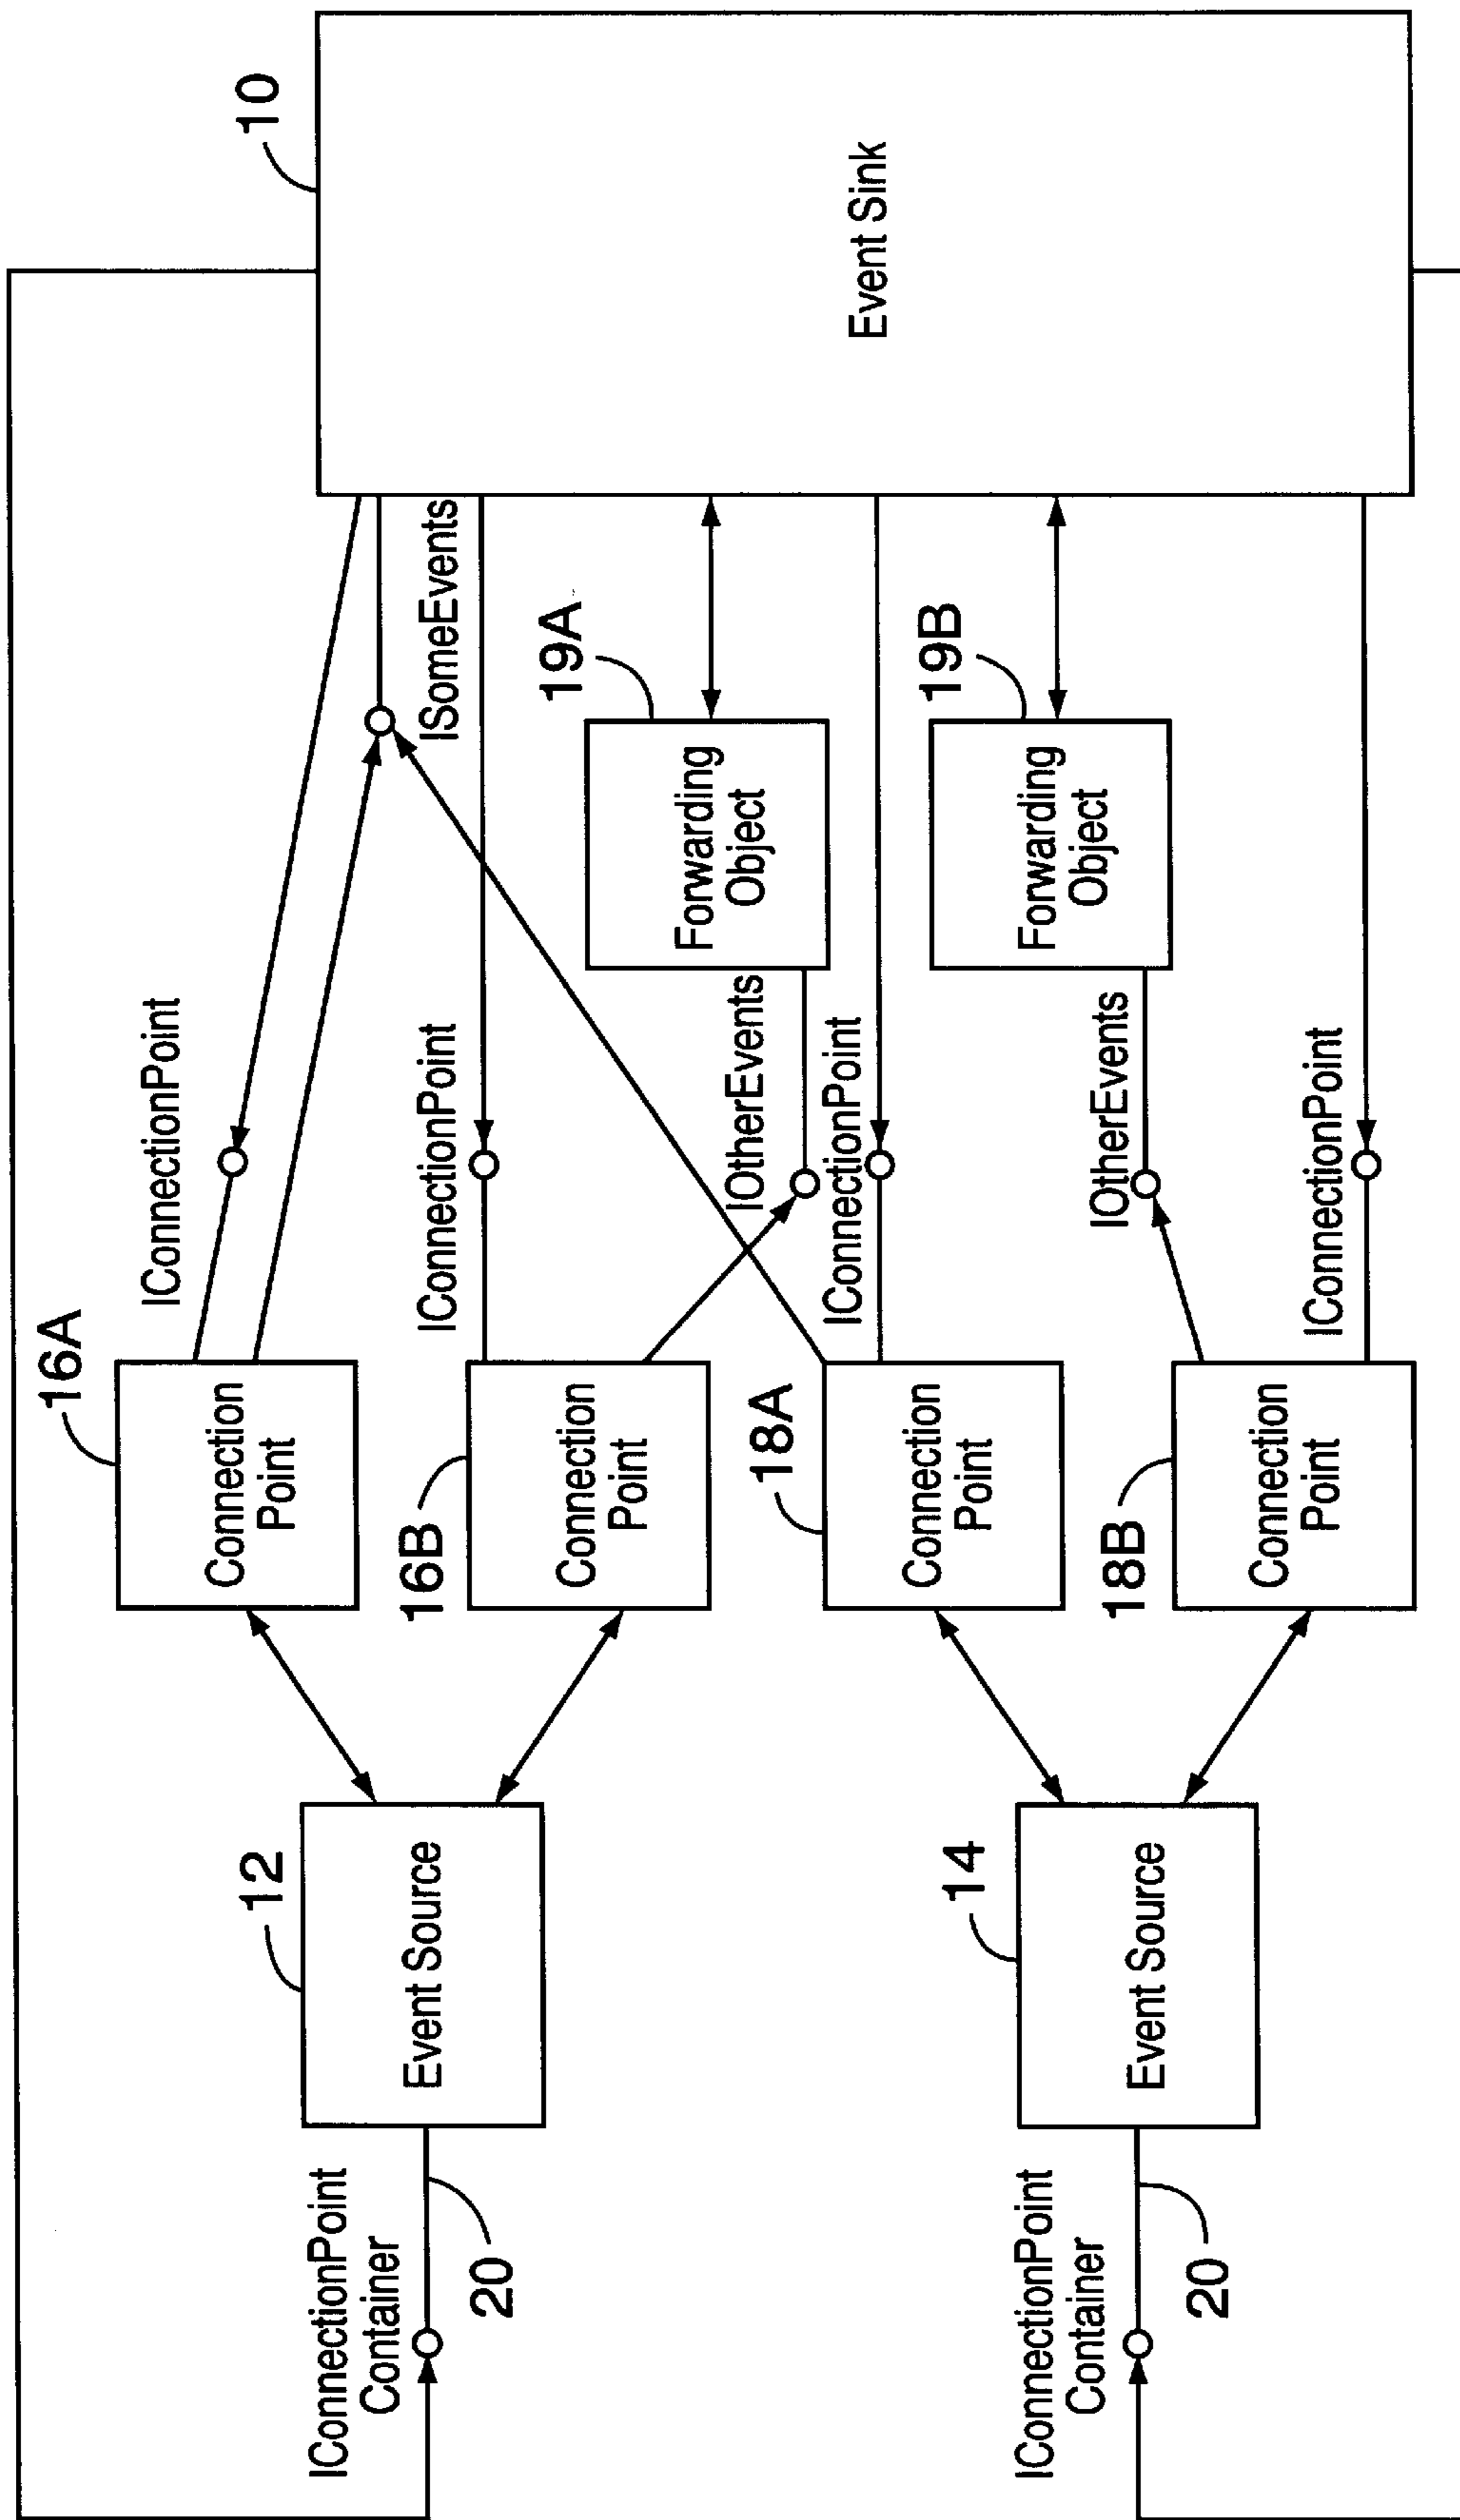 IConnectionPoint
Container
20
IConnectionPoint
Container
20
12
Event Source
14
Event Source
16A
Connection
Point
16B
Connection
Point
18A
Connection
Point
18B
Connection
Point
IConnectionPoint
IConnectionPoint
IOtherEvents
IConnectionPoint
IOtherEvents
IConnectionPoint
ISomeEvents
19A
Forwarding
Object
19B
Forwarding
Object
10
Event Sink